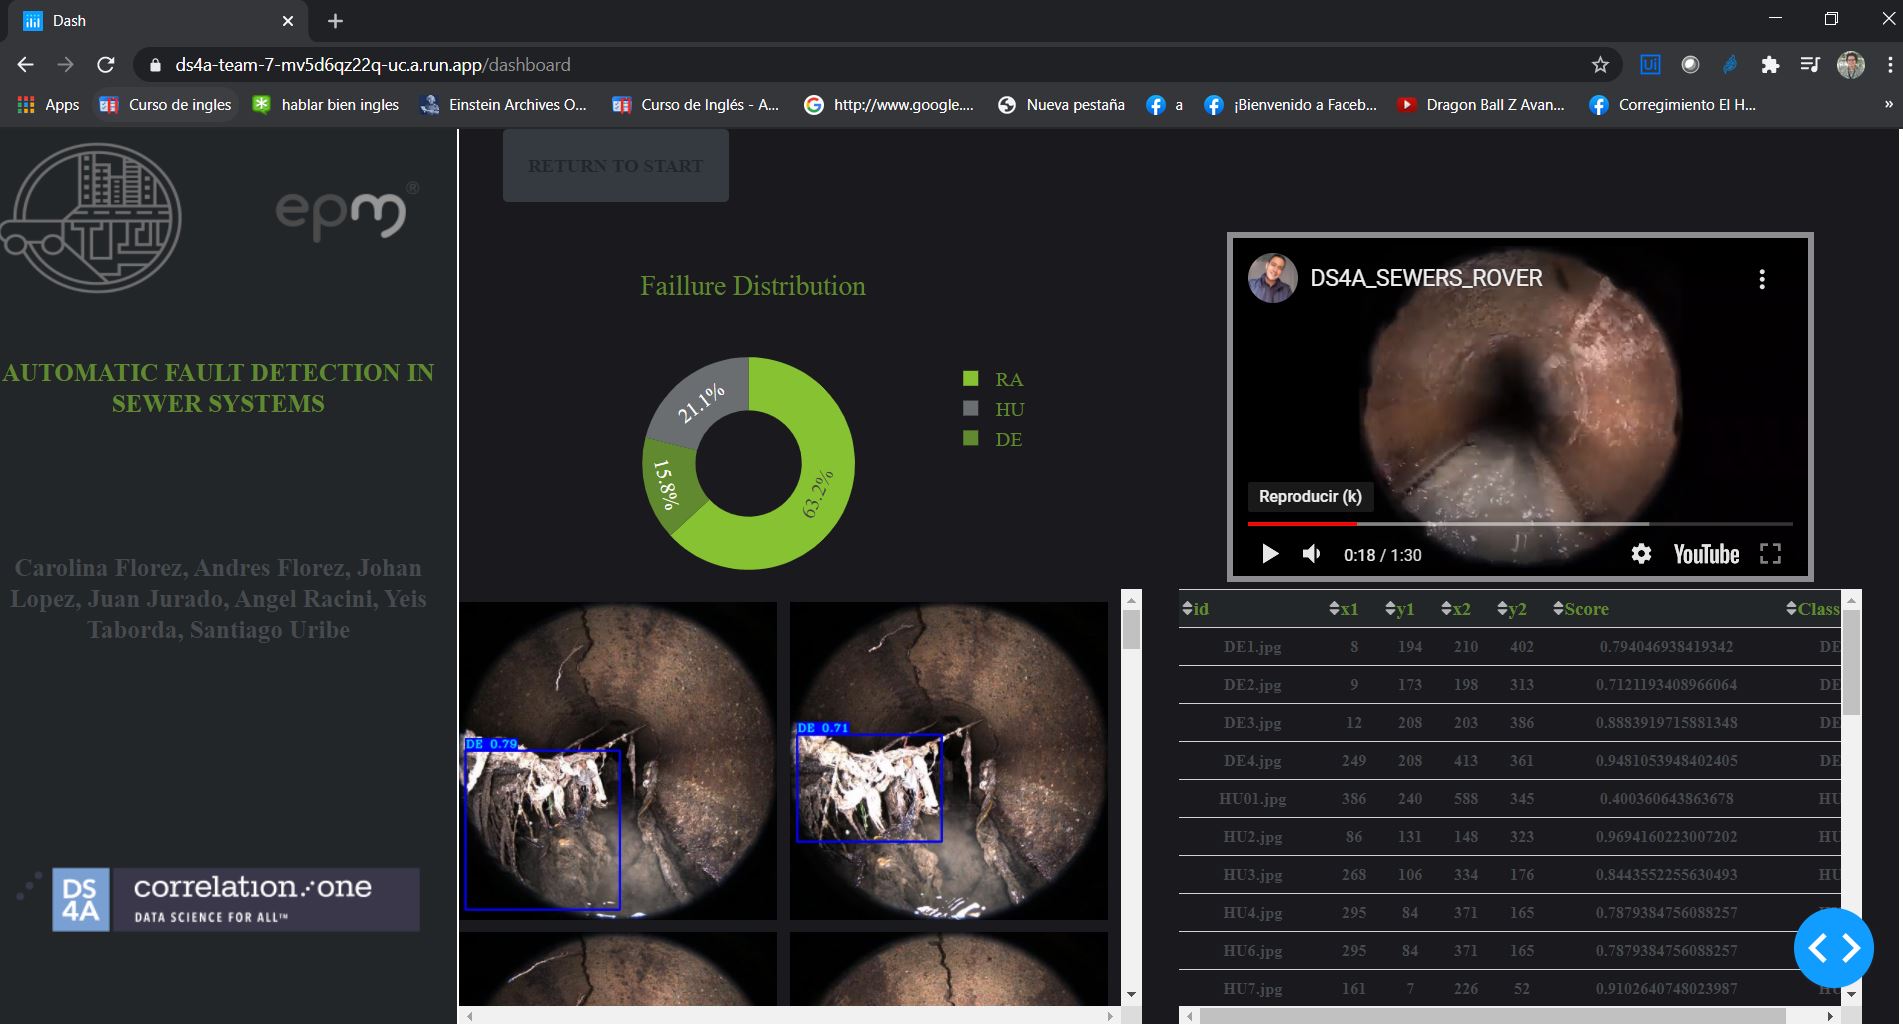 Dash
ds4a-team-7-mv5d6qz22q-uc.a.run.app/dashboard
Apps
Curso de ingles
hablar bien ingles
Einstein Archives O...
Curso de Inglés - A...
http://www.google....
Nueva pestaña
a
¡Bienvenido a Faceb...
Dragon Ball Z Avan...
Corregimiento El H...
»
epm®
AUTOMATIC FAULT DETECTION IN
SEWER SYSTEMS
Carolina Florez, Andres Florez, Johan
Lopez, Juan Jurado, Angel Racini, Yeis
Taborda, Santiago Uribe
DS
4A
correlation one
DATA SCIENCE FOR ALL™
RETURN TO START
Faillure Distribution
21.1%
15.8%
63.2%
RA
HU
DE
DS4A_SEWERS_ROVER
Reproducir (k)
0:18 / 1:30
YouTube
DE 0.79
DE 0.71
id x1 y1 x2 y2 Score Class
DE1.jpg 8 194 210 402 0.794046938419342 DE
DE2.jpg 9 173 198 313 0.7121193408966064 DE
DE3.jpg 12 208 203 386 0.8883919715881348 DE
DE4.jpg 249 208 413 361 0.9481053948402405 DE
HU01.jpg 386 240 588 345 0.400360643863678 HU
HU2.jpg 86 131 148 323 0.9694160223007202 HU
HU3.jpg 268 106 334 176 0.8443552255630493 HU
HU4.jpg 295 84 371 165 0.7879384756088257
HU6.jpg 295 84 371 165 0.7879384756088257
HU7.jpg 161 7 226 52 0.9102640748023987